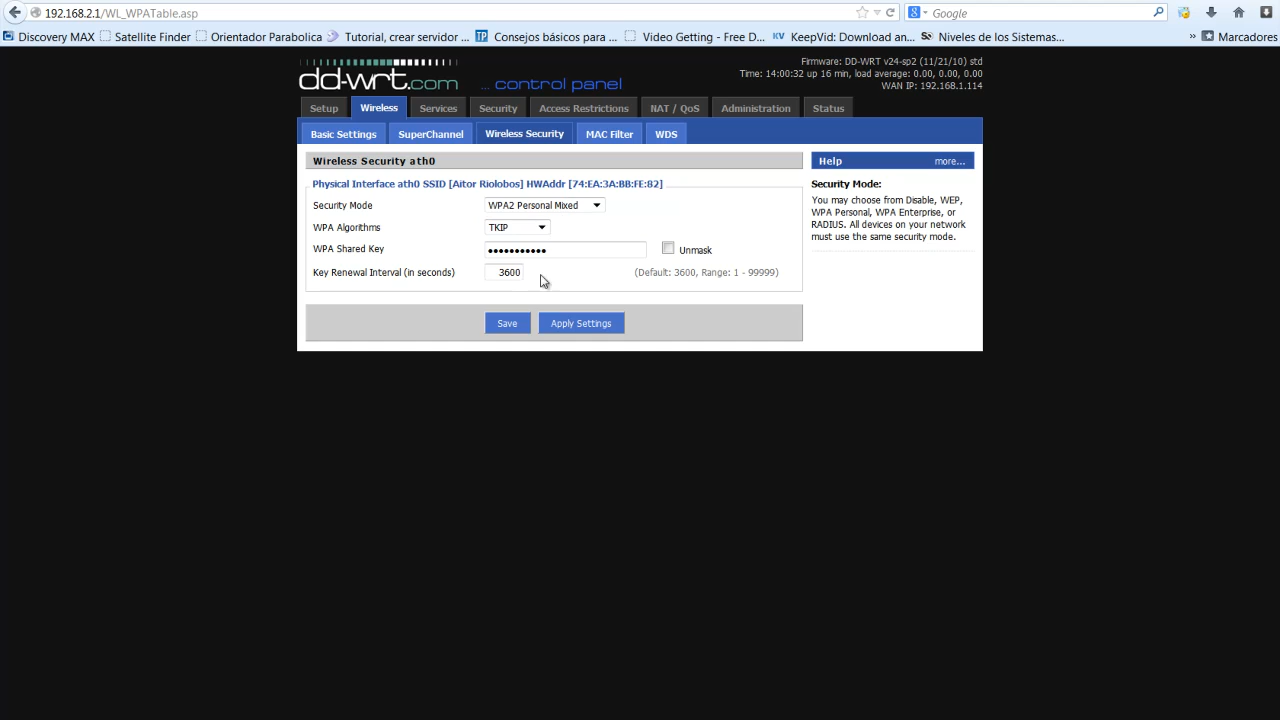 192.168.2.1/WL_WPATable.asp
Google
Discovery MAX
Satellite Finder
Orientador Parabolica
Tutorial, crear servidor ...
TP
Consejos básicos para ...
Video Getting - Free D...
KV
KeepVid: Download an...
Niveles de los Sistemas...
»
Marcadores
dd-wrt.com
... control panel
Firmware: DD-WRT v24-sp2 (11/21/10) std
Time: 14:00:32 up 16 min, load average: 0.00, 0.00, 0.00
WAN IP: 192.168.1.114
Setup
Wireless
Services
Security
Access Restrictions
NAT / QoS
Administration
Status
Basic Settings
SuperChannel
Wireless Security
MAC Filter
WDS
Wireless Security ath0
Physical Interface ath0 SSID [Aitor Riolobos] HWAddr [74:EA:3A:BB:FE:82]
Security Mode
WPA2 Personal Mixed
WPA Algorithms
TKIP
WPA Shared Key
•••••••••••
Unmask
Key Renewal Interval (in seconds)
3600
(Default: 3600, Range: 1 - 99999)
Save
Apply Settings
Help
more...
Security Mode:
You may choose from Disable, WEP,
WPA Personal, WPA Enterprise, or
RADIUS. All devices on your network
must use the same security mode.